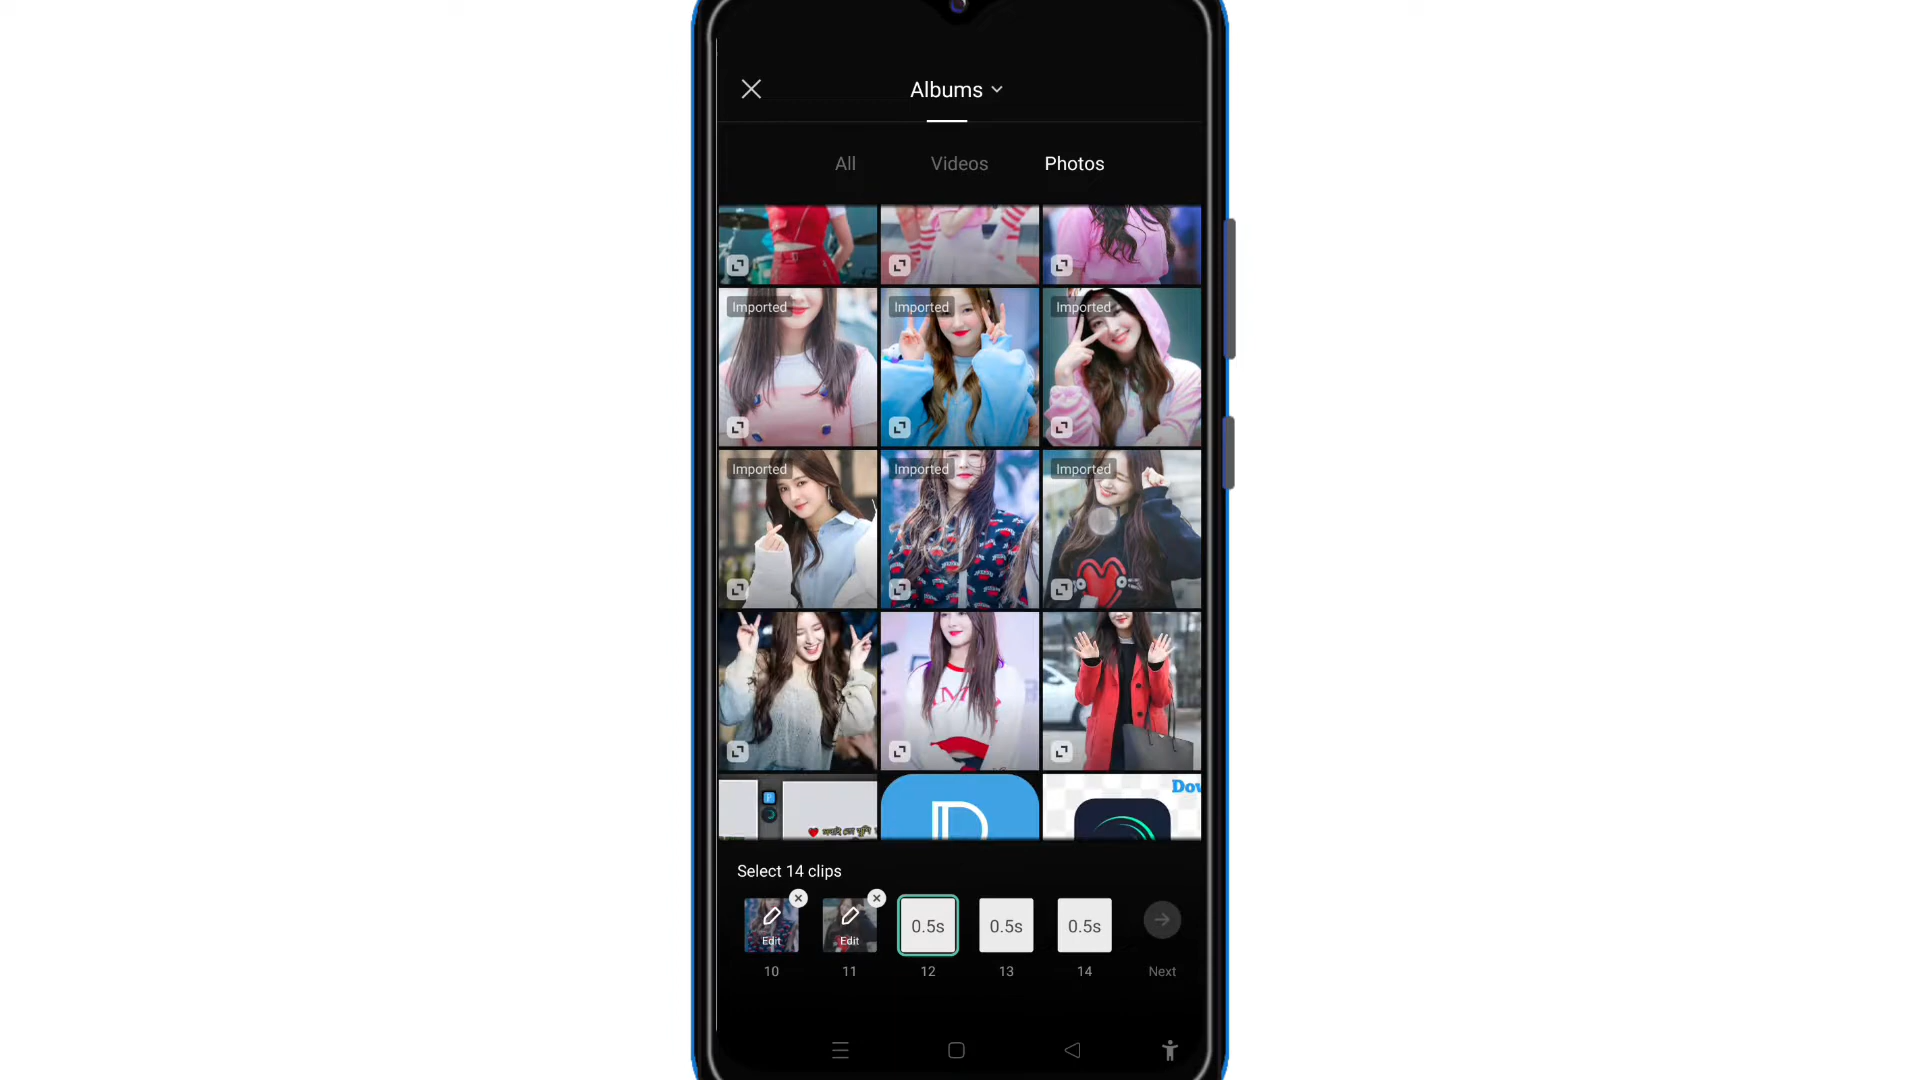 Albums
All Videos Photos
Imported Imported Imported
Imported Imported Imported
Dov
Select 14 clips
Edit Edit 0.5s 0.5s 0.5s
10 11 12 13 14 Next